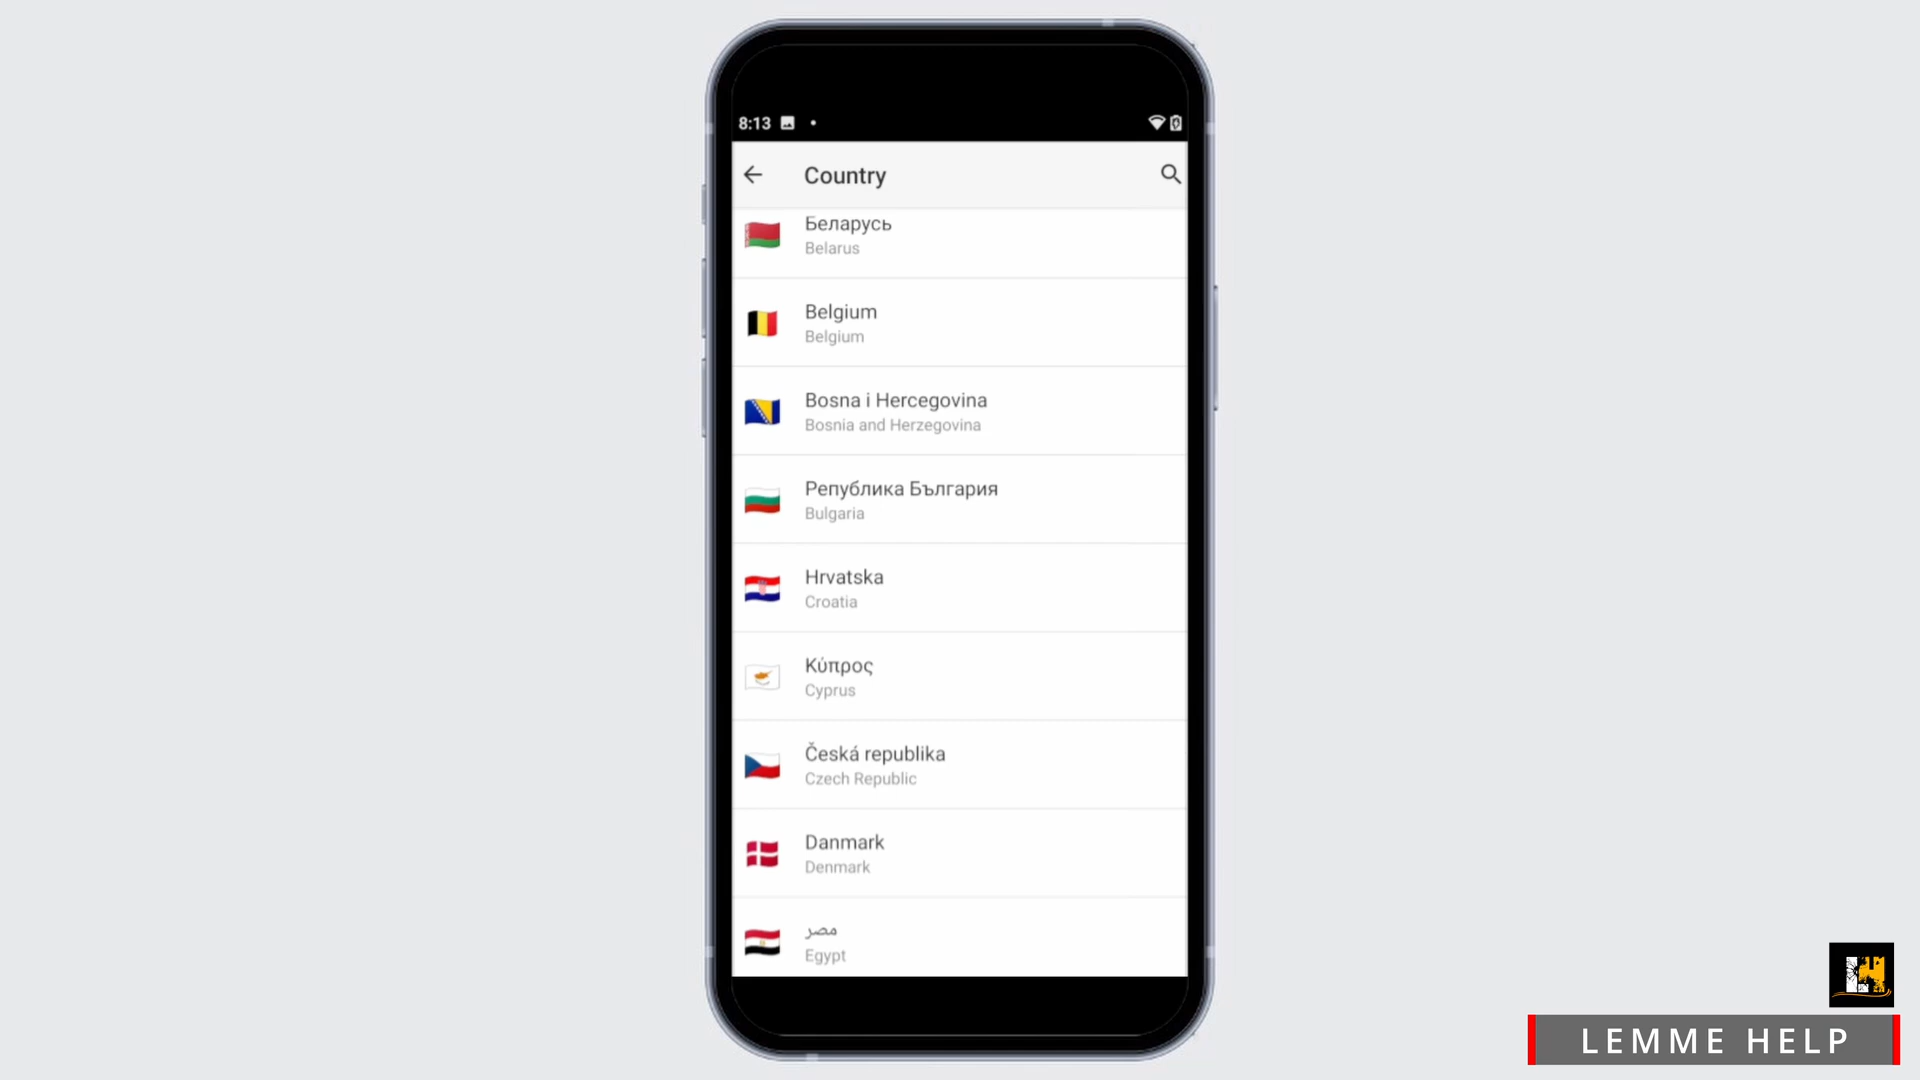 8:13
Country
Беларусь
Belarus
Belgium
Belgium
Bosna i Hercegovina
Bosnia and Herzegovina
Република България
Bulgaria
Hrvatska
Croatia
Κύπρος
Cyprus
Česká republika
Czech Republic
Danmark
Denmark
مصر
Egypt
LEMME HELP